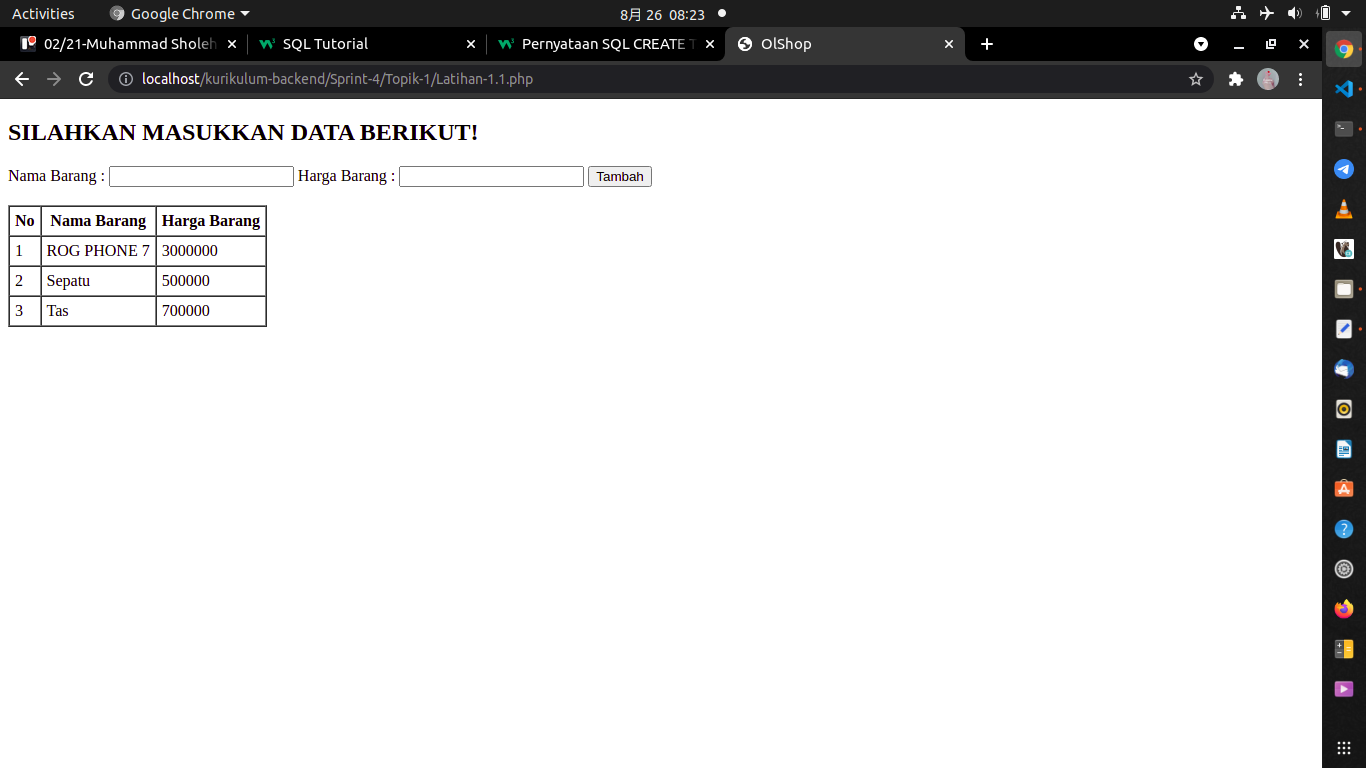 Activities Google Chrome 8月 26 08:23
02/21-Muhammad Sholeh SQL Tutorial Pernyataan SQL CREATE T OlShop
localhost/kurikulum-backend/Sprint-4/Topik-1/Latihan-1.1.php
SILAHKAN MASUKKAN DATA BERIKUT!
Nama Barang : Harga Barang : Tambah
No Nama Barang Harga Barang
1 ROG PHONE 7 3000000
2 Sepatu 500000
3 Tas 700000